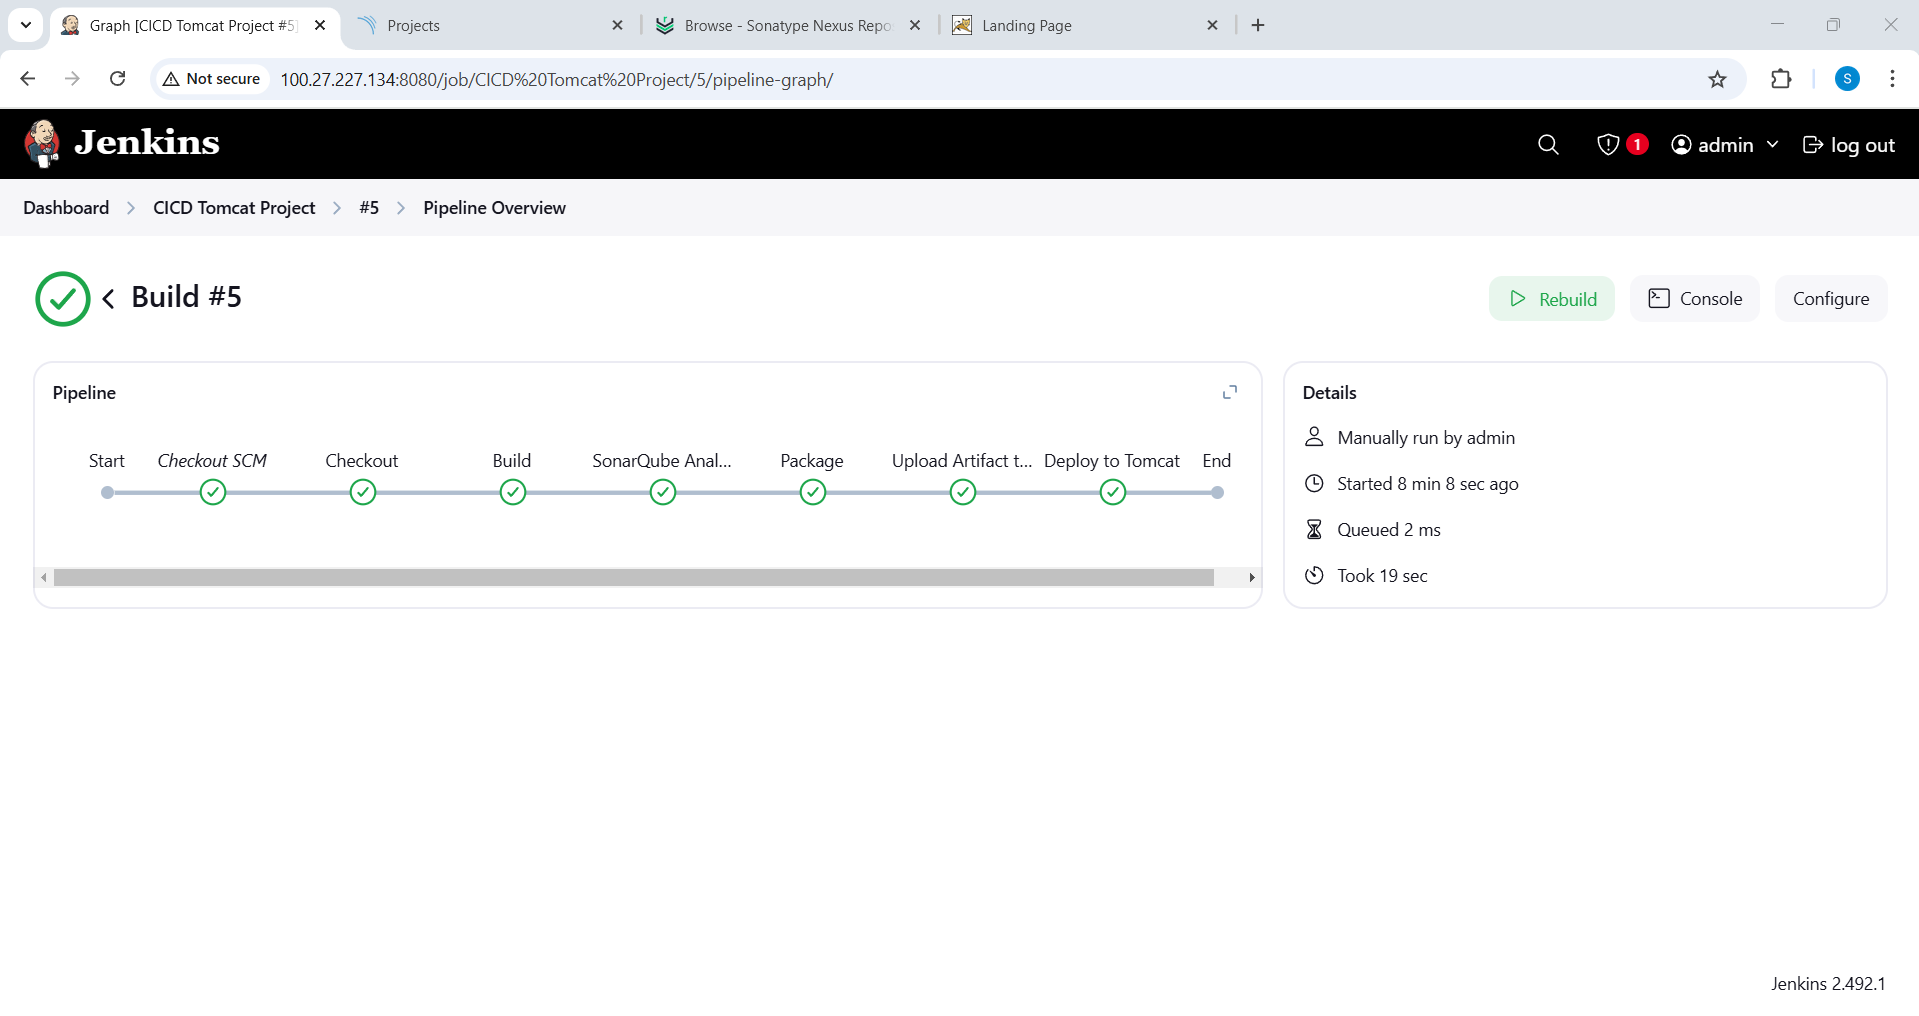 Graph [CICD Tomcat Project #5]
Projects
Browse - Sonatype Nexus Repo
Landing Page
Not secure
100.27.227.134:8080/job/CICD%20Tomcat%20Project/5/pipeline-graph/
S
Jenkins
1
admin
log out
Dashboard
CICD Tomcat Project
#5
Pipeline Overview
Build #5
Rebuild
Console
Configure
Pipeline
Start
Checkout SCM
Checkout
Build
SonarQube Anal...
Package
Upload Artifact t...
Deploy to Tomcat
End
Details
Manually run by admin
Started 8 min 8 sec ago
Queued 2 ms
Took 19 sec
Jenkins 2.492.1